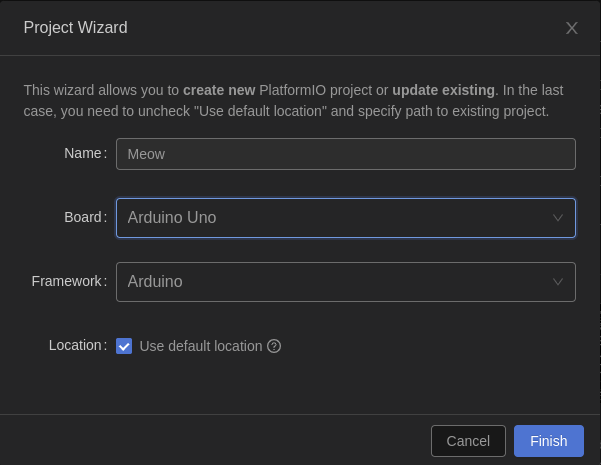 Project Wizard
This wizard allows you to create new PlatformIO project or update existing. In the last
case, you need to uncheck "Use default location" and specify path to existing project.
Name: Meow
Board: Arduino Uno
Framework: Arduino
Location: Use default location
Cancel Finish